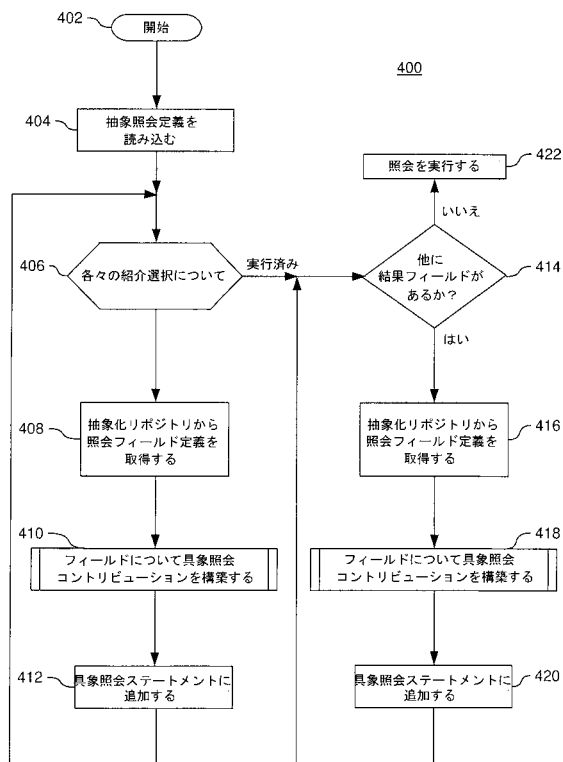 402
開始
400
404
抽象照会定義を
読み込む
照会を実行する
422
いいえ
406
各々の紹介選択について
実行済み
他に
結果フィールドが
あるか？
414
はい
408
抽象化リポジトリから
照会フィールド定義を
取得する
抽象化リポジトリから
照会フィールド定義を
取得する
416
410
フィールドについて具象照会
コントリビューションを構築する
418
フィールドについて具象照会
コントリビューションを構築する
412
具象照会ステートメントに
追加する
具象照会ステートメントに
追加する
420